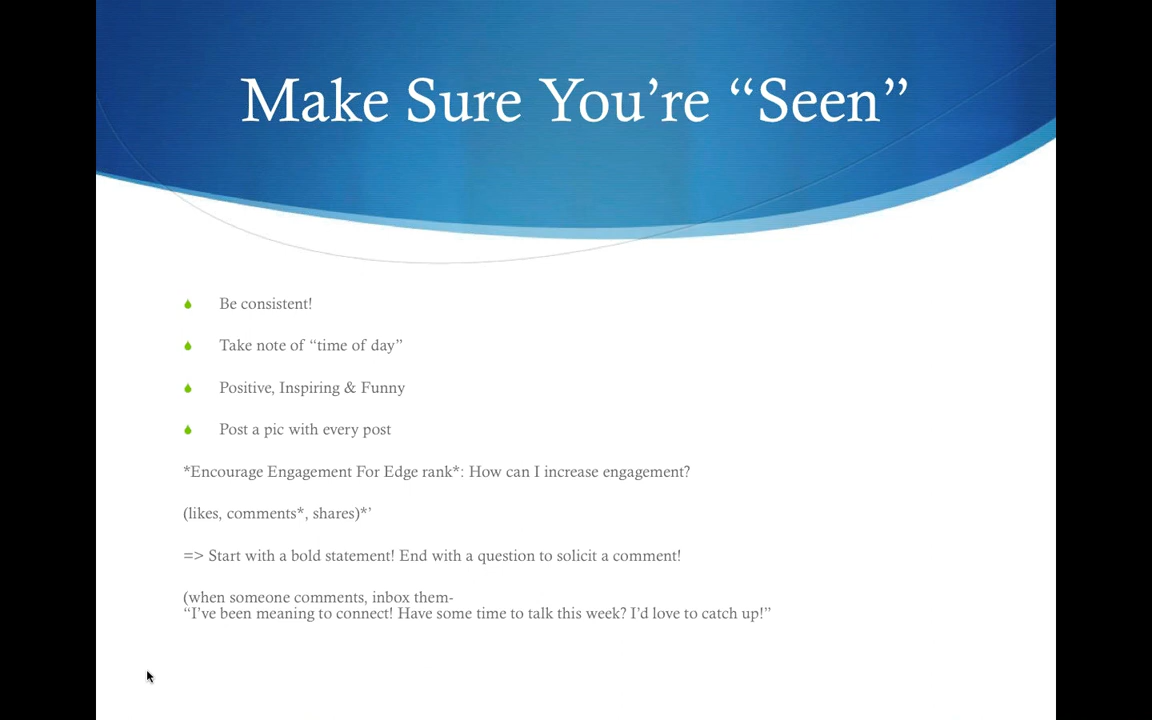 Make Sure You’re “Seen”
Be consistent!
Take note of “time of day”
Positive, Inspiring & Funny
Post a pic with every post
*Encourage Engagement For Edge rank*: How can I increase engagement?
(likes, comments*, shares)*’
=> Start with a bold statement! End with a question to solicit a comment!
(when someone comments, inbox them-
“I’ve been meaning to connect! Have some time to talk this week? I’d love to catch up!”